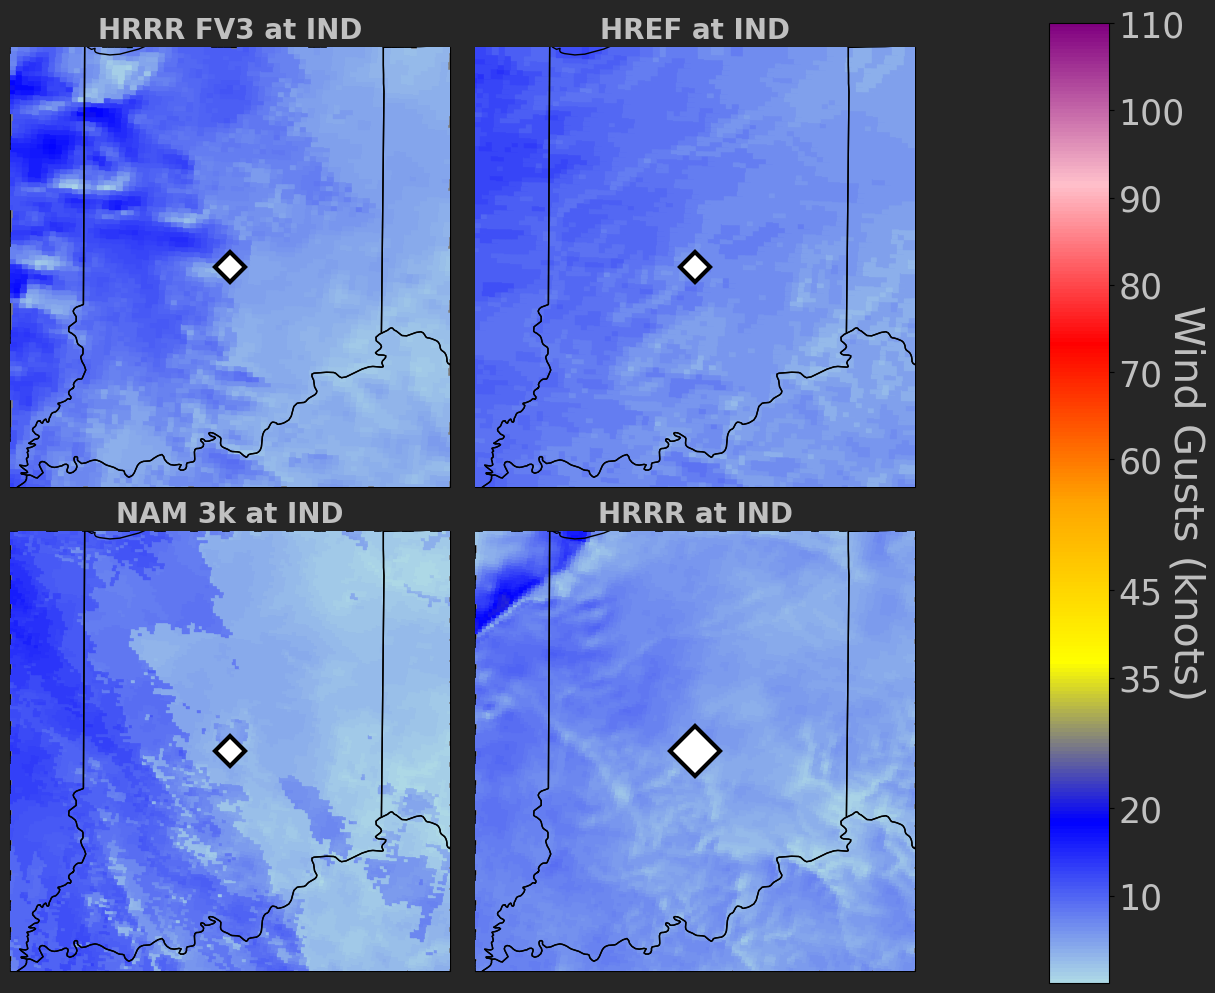 HRRR FV3 at IND
HREF at IND
NAM 3k at IND
HRRR at IND
110
100
90
80
70
60
45
35
20
10
Wind Gusts (knots)